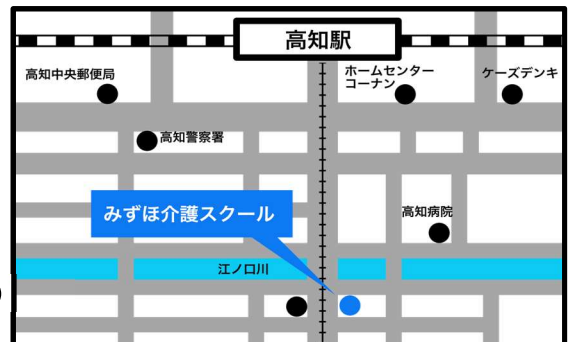 高知駅
高知中央郵便局
ホームセンター
コーナン
ケーズデンキ
高知警察署
みずほ介護スクール
高知病院
江ノ口川